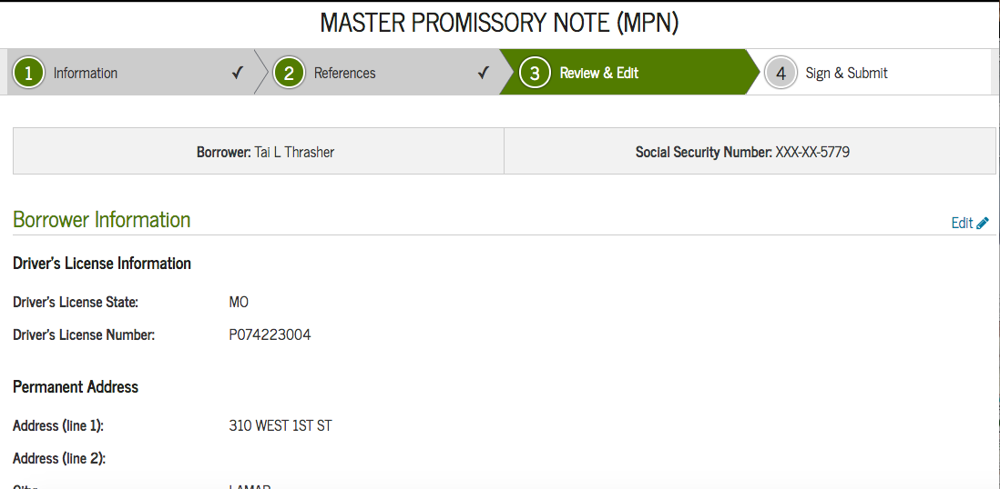 MASTER PROMISSORY NOTE (MPN)
1 Information ✓ 2 References ✓ 3 Review & Edit 4 Sign & Submit
Borrower: Tai L Thrasher Social Security Number: XXX-XX-5779
Borrower Information Edit
Driver's License Information
Driver's License State: MO
Driver's License Number: P074223004
Permanent Address
Address (line 1): 310 WEST 1ST ST
Address (line 2):
City: LAMAR